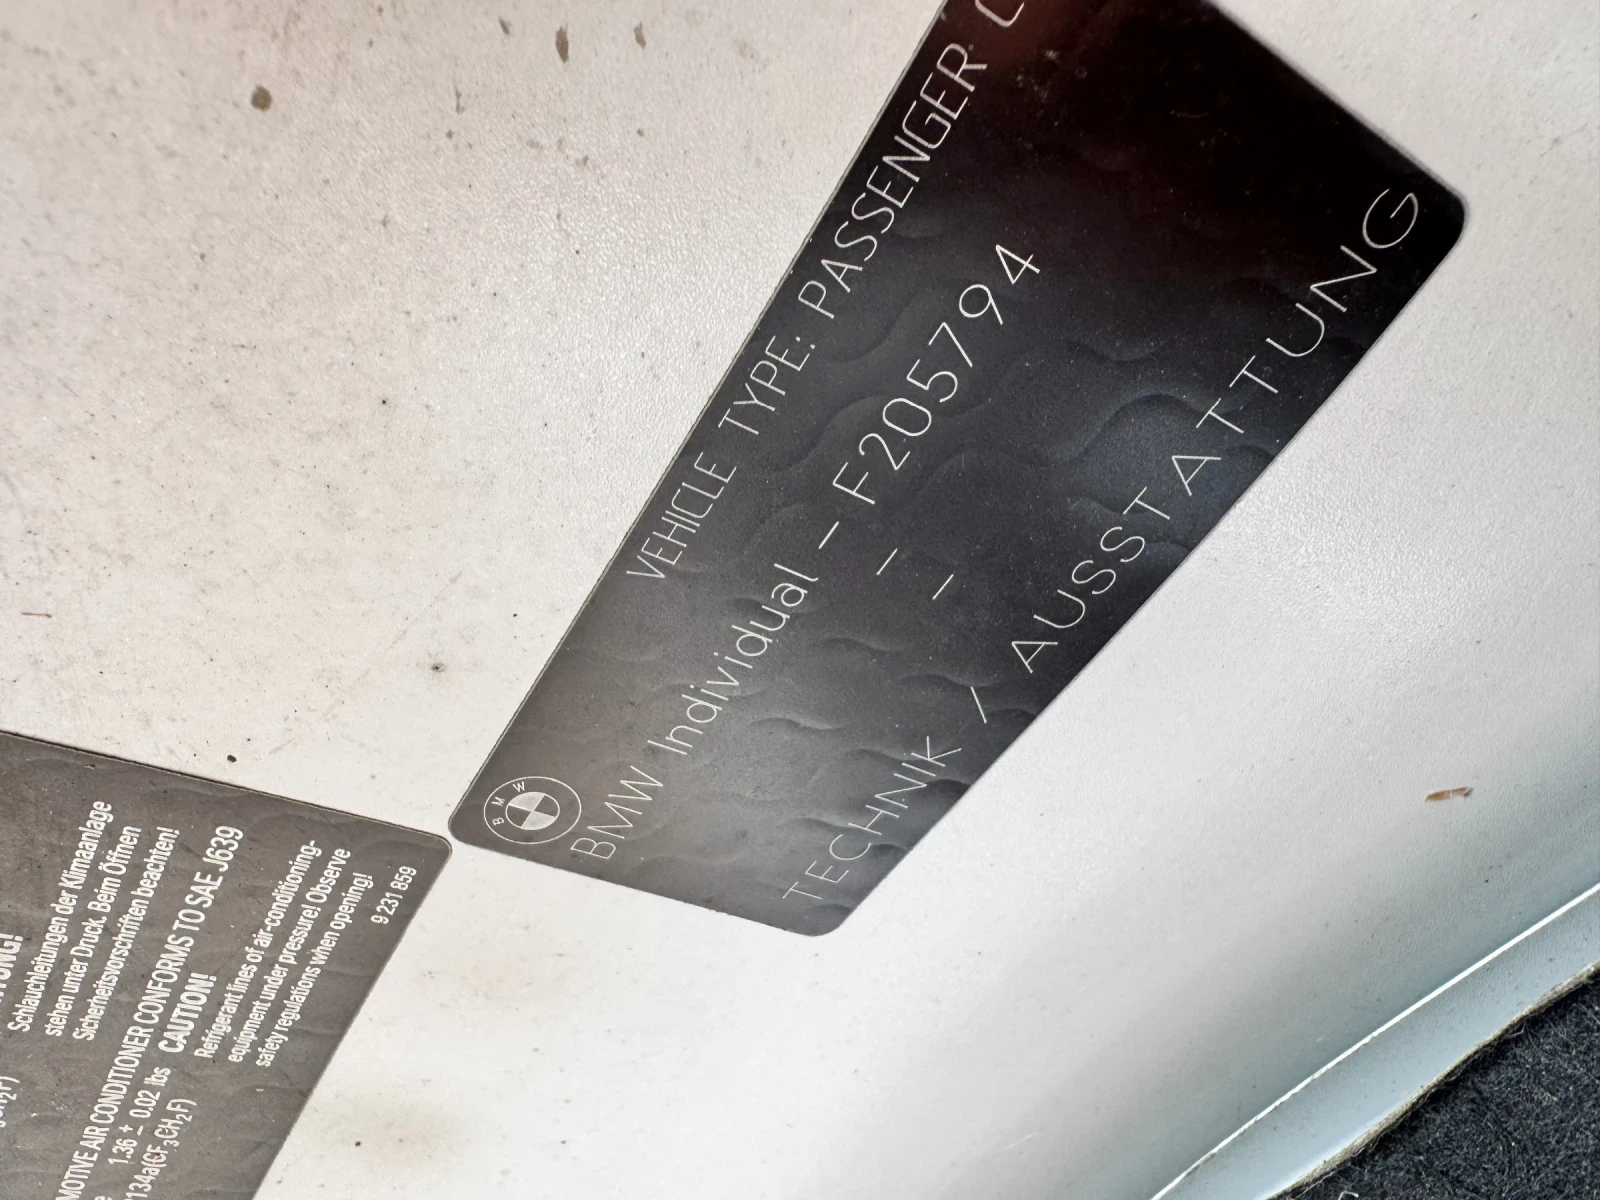 VEHICLE TYPE: PASSENGER C
BMW
BMW Individual – F205794
–
–
TECHNIK / AUSSTATTUNG
Schlauchleitungen der Klimaanlage
stehen unter Druck. Beim Öffnen
Sicherheitsvorschriften beachten!
MOTIVE AIR CONDITIONER CONFORMS TO SAE J639
1.36 ± 0.02 lbs CAUTION!
134a(CF₃CH₂F) Refrigerant lines of air-conditioning-
equipment under pressure! Observe
safety regulations when opening!
9 231 859